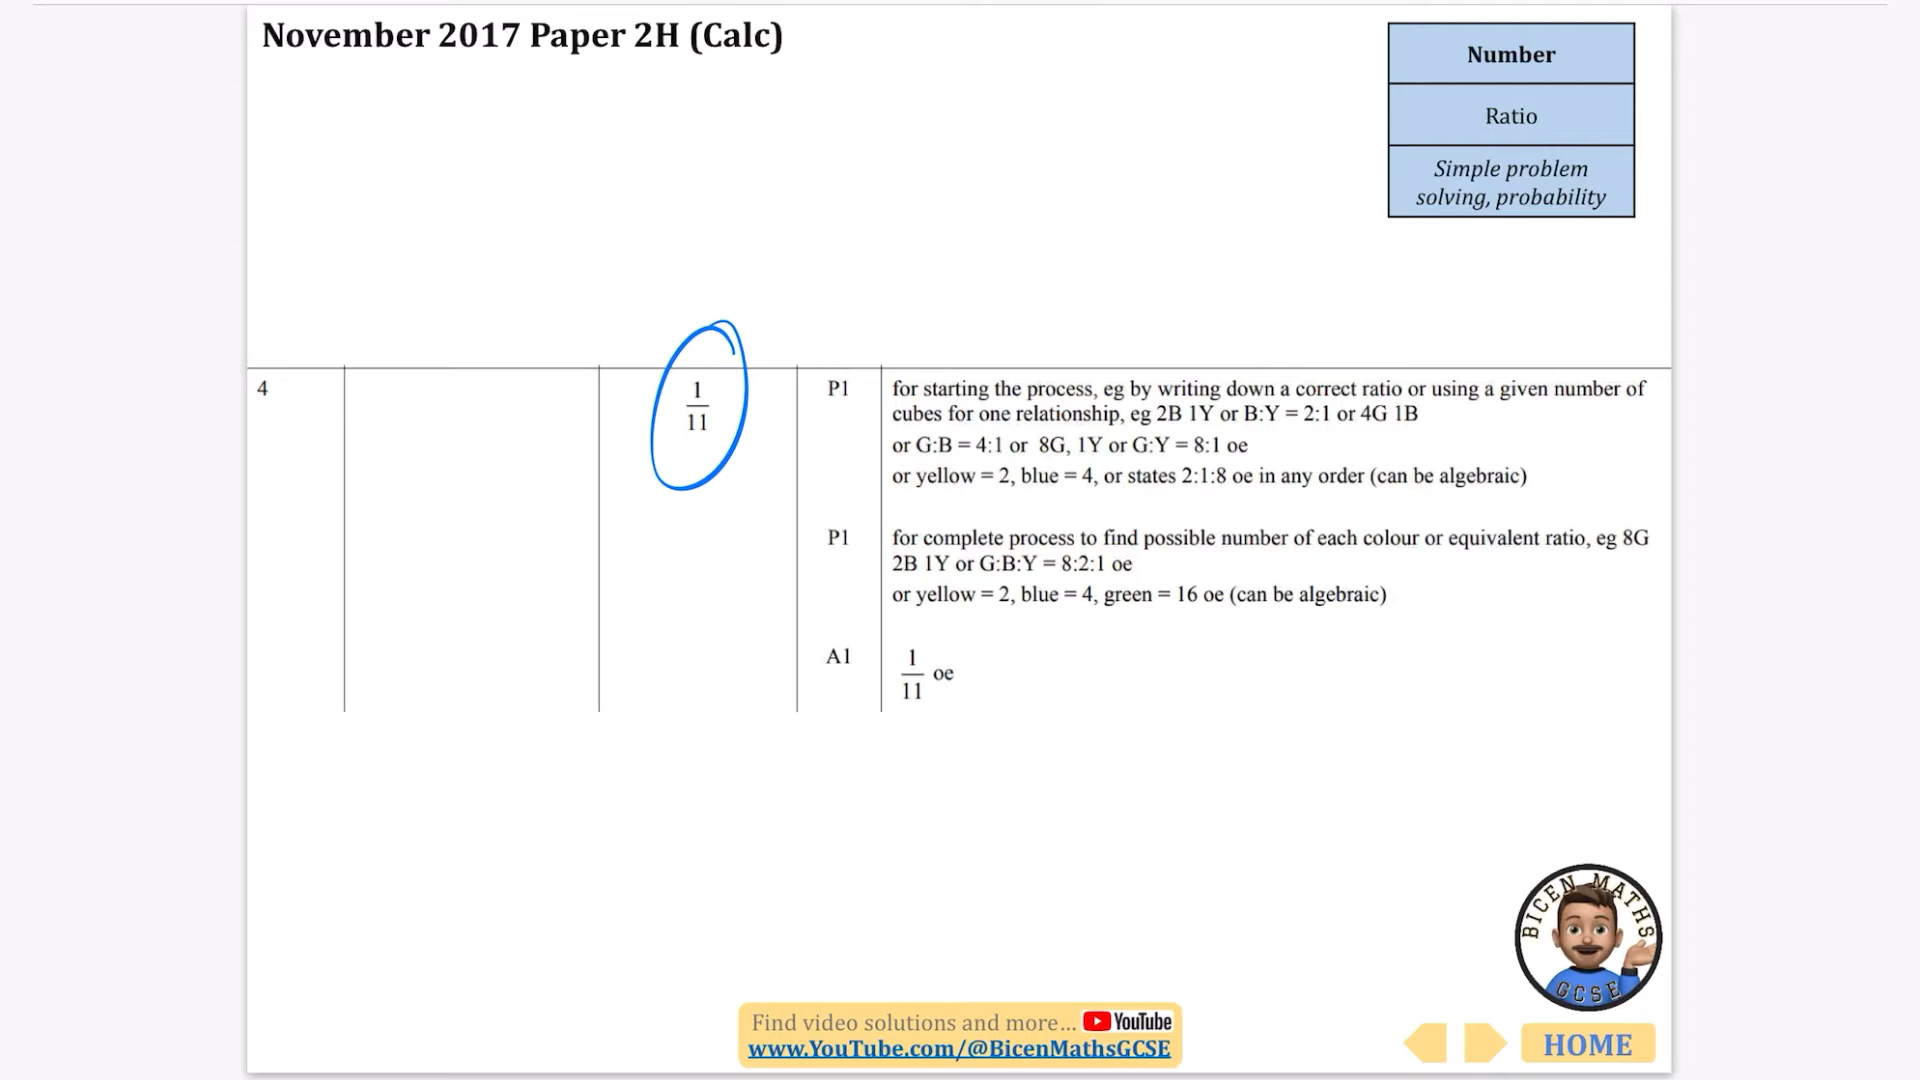 November 2017 Paper 2H (Calc)
Number
Ratio
Simple problem
solving, probability
4
1
11
P1
for starting the process, eg by writing down a correct ratio or using a given number of
cubes for one relationship, eg 2B 1Y or B:Y = 2:1 or 4G 1B
or G:B = 4:1 or 8G, 1Y or G:Y = 8:1 oe
or yellow = 2, blue = 4, or states 2:1:8 oe in any order (can be algebraic)
P1
for complete process to find possible number of each colour or equivalent ratio, eg 8G
2B 1Y or G:B:Y = 8:2:1 oe
or yellow = 2, blue = 4, green = 16 oe (can be algebraic)
A1
1
11
oe
BICEN MATHS
GCSE
Find video solutions and more... YouTube
www.YouTube.com/@BicenMathsGCSE
HOME